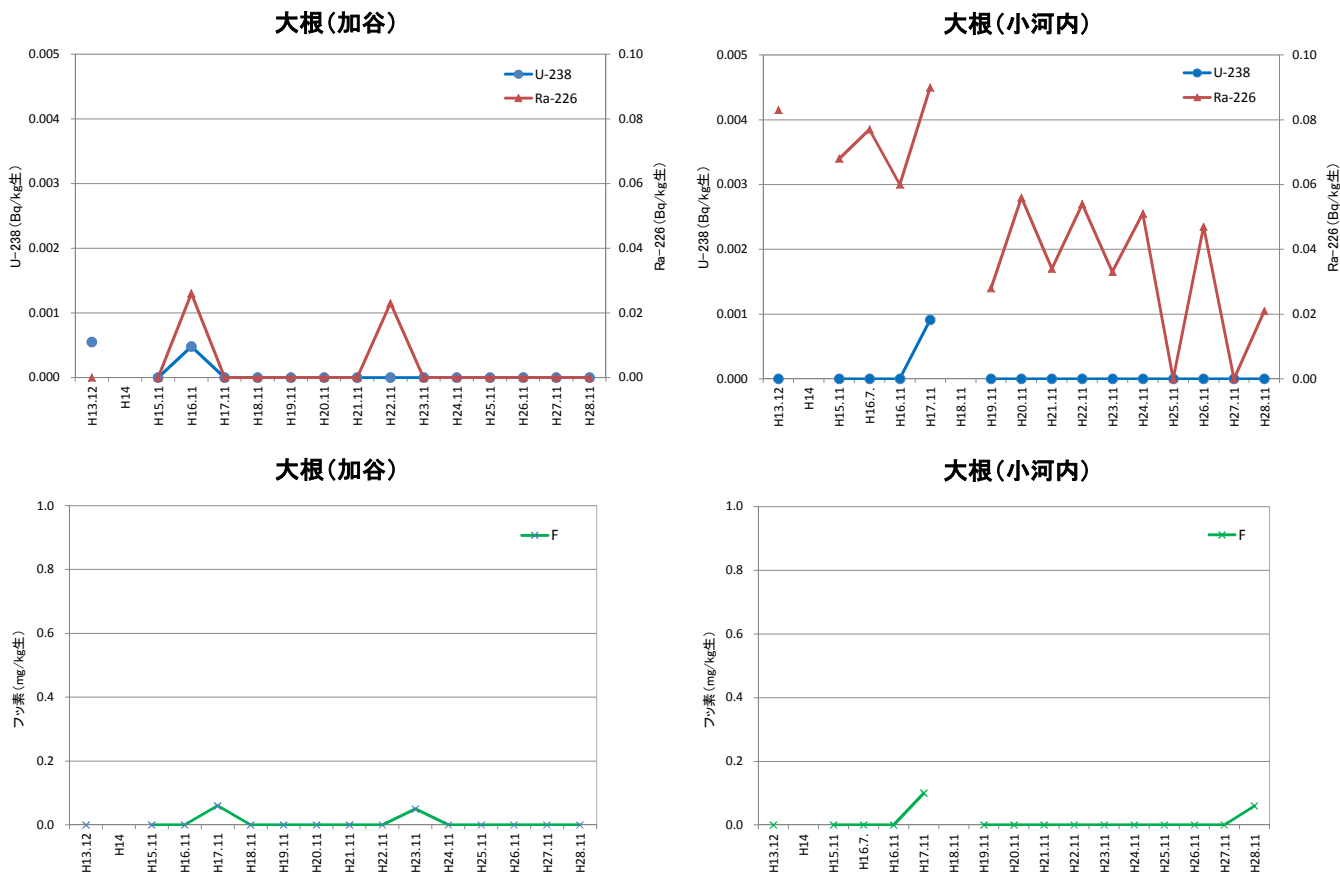 大根(加谷)
U-238
Ra-226
0.005
0.004
0.003
0.002
0.001
0.000
U-238(Bq/kg生)
0.10
0.08
0.06
0.04
0.02
0.00
Ra-226(Bq/kg生)
H13.12
H14
H15.11
H16.11
H17.11
H18.11
H19.11
H20.11
H21.11
H22.11
H23.11
H24.11
H25.11
H26.11
H27.11
H28.11
大根(小河内)
U-238
Ra-226
0.005
0.004
0.003
0.002
0.001
0.000
U-238(Bq/kg生)
0.10
0.08
0.06
0.04
0.02
0.00
Ra-226(Bq/kg生)
H13.12
H14
H15.11
H16.7.
H16.11
H17.11
H18.11
H19.11
H20.11
H21.11
H22.11
H23.11
H24.11
H25.11
H26.11
H27.11
H28.11
大根(加谷)
F
1.0
0.8
0.6
0.4
0.2
0.0
フッ素(mg/kg生)
H13.12
H14
H15.11
H16.11
H17.11
H18.11
H19.11
H20.11
H21.11
H22.11
H23.11
H24.11
H25.11
H26.11
H27.11
H28.11
大根(小河内)
F
1.0
0.8
0.6
0.4
0.2
0.0
フッ素(mg/kg生)
H13.12
H14
H15.11
H16.7.
H16.11
H17.11
H18.11
H19.11
H20.11
H21.11
H22.11
H23.11
H24.11
H25.11
H26.11
H27.11
H28.11